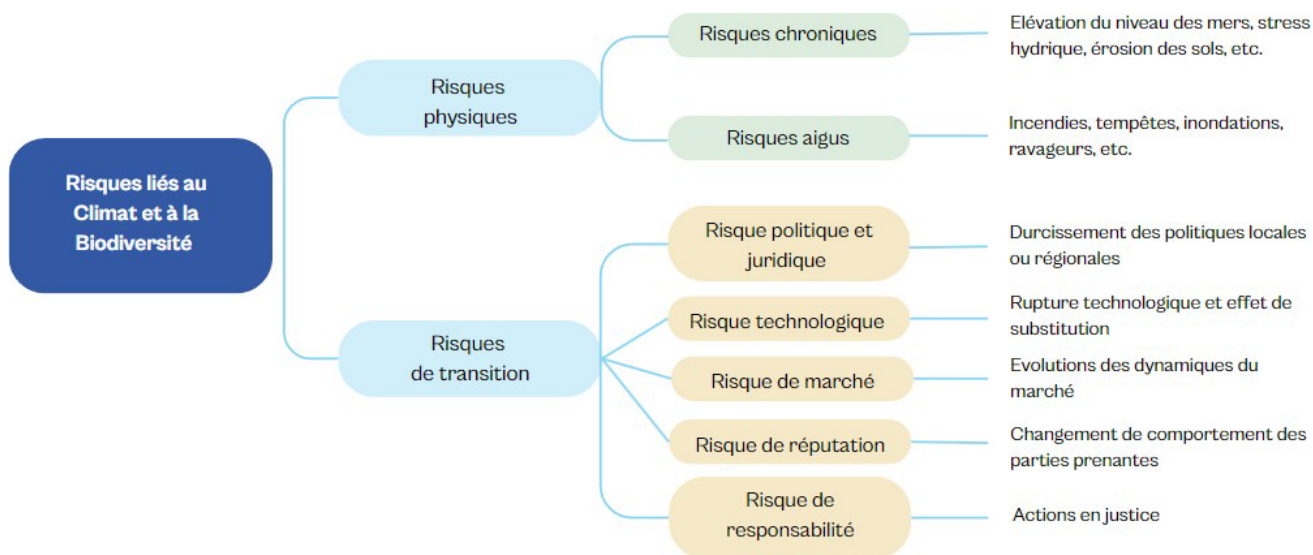 Risques liés au
Climat et à la
Biodiversité
Risques
physiques
Risques chroniques
Elévation du niveau des mers, stress
hydrique, érosion des sols, etc.
Risques aigus
Incendies, tempêtes, inondations,
ravageurs, etc.
Risques
de transition
Risque politique et
juridique
Durcissement des politiques locales
ou régionales
Risque technologique
Rupture technologique et effet de
substitution
Risque de marché
Evolutions des dynamiques du
marché
Risque de réputation
Changement de comportement des
parties prenantes
Risque de
responsabilité
Actions en justice